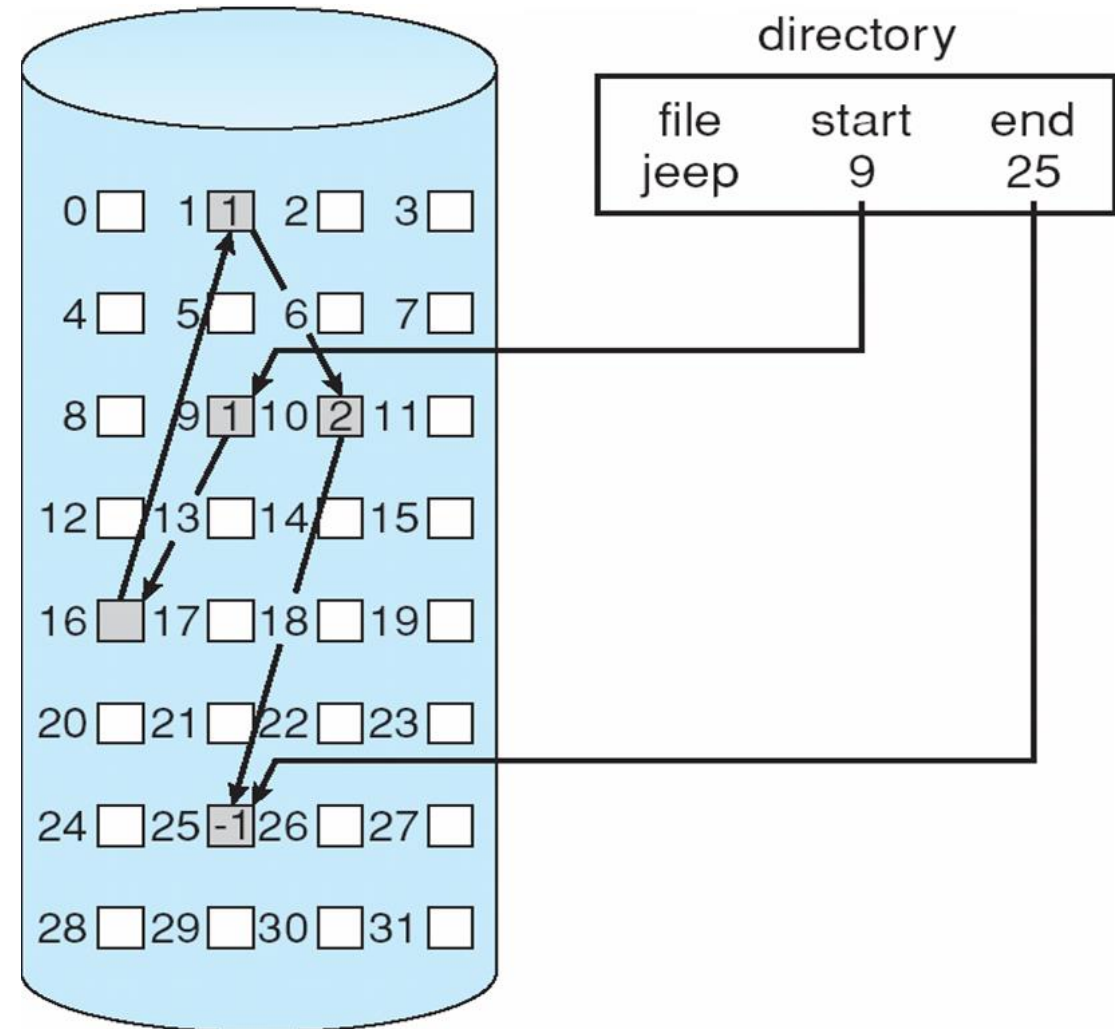 directory
file start end
jeep 9 25
0 1 1 2 3
4 5 6 7
8 9 1 10 2 11
12 13 14 15
16 17 18 19
20 21 22 23
24 25 -1 26 27
28 29 30 31